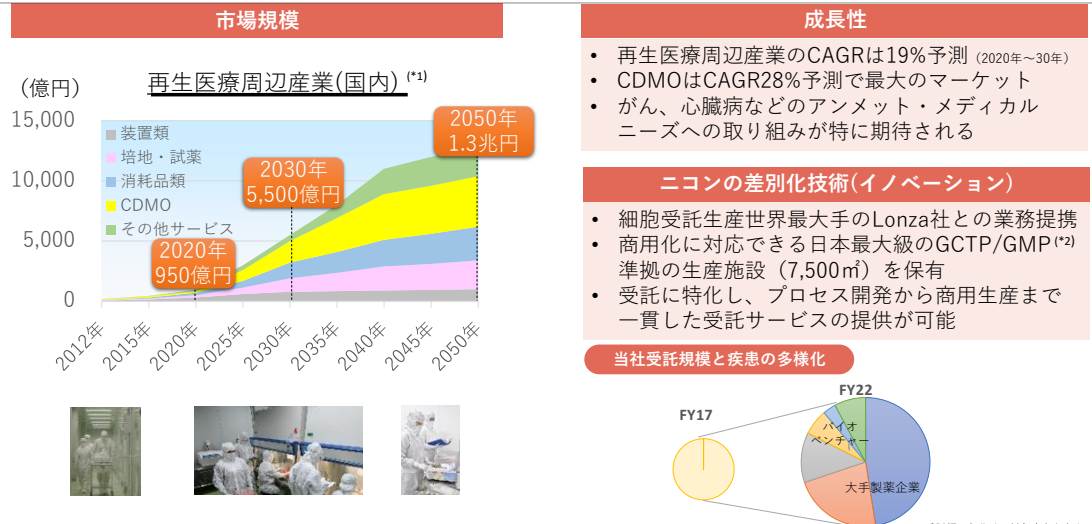 市場規模
再生医療周辺産業(国内) (*1)
(億円)
15,000
10,000
5,000
0
装置類
培地・試薬
消耗品類
CDMO
その他サービス
2020年
950億円
2030年
5,500億円
2050年
1.3兆円
2012年
2015年
2020年
2025年
2030年
2035年
2040年
2045年
2050年
成長性
• 再生医療周辺産業のCAGRは19%予測 (2020年~30年)
• CDMOはCAGR28%予測で最大のマーケット
• がん、心臓病などのアンメット・メディカル
ニーズへの取り組みが特に期待される
ニコンの差別化技術(イノベーション)
• 細胞受託生産世界最大手のLonza社との業務提携
• 商用化に対応できる日本最大級のGCTP/GMP(*2)
準拠の生産施設(7,500㎡)を保有
• 受託に特化し、プロセス開発から商用生産まで
一貫した受託サービスの提供が可能
当社受託規模と疾患の多様化
FY17
FY22
バイオ
ベンチャー
大手製薬企業